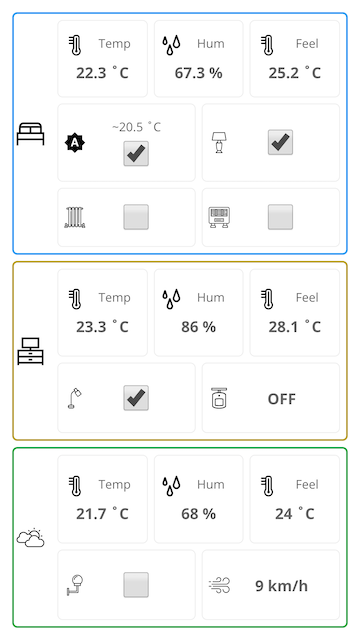 Temp Hum Feel
22.3 ˚C 67.3 % 25.2 ˚C
A ~20.5 ˚C
Temp Hum Feel
23.3 ˚C 86 % 28.1 ˚C
OFF
Temp Hum Feel
21.7 ˚C 68 % 24 ˚C
9 km/h